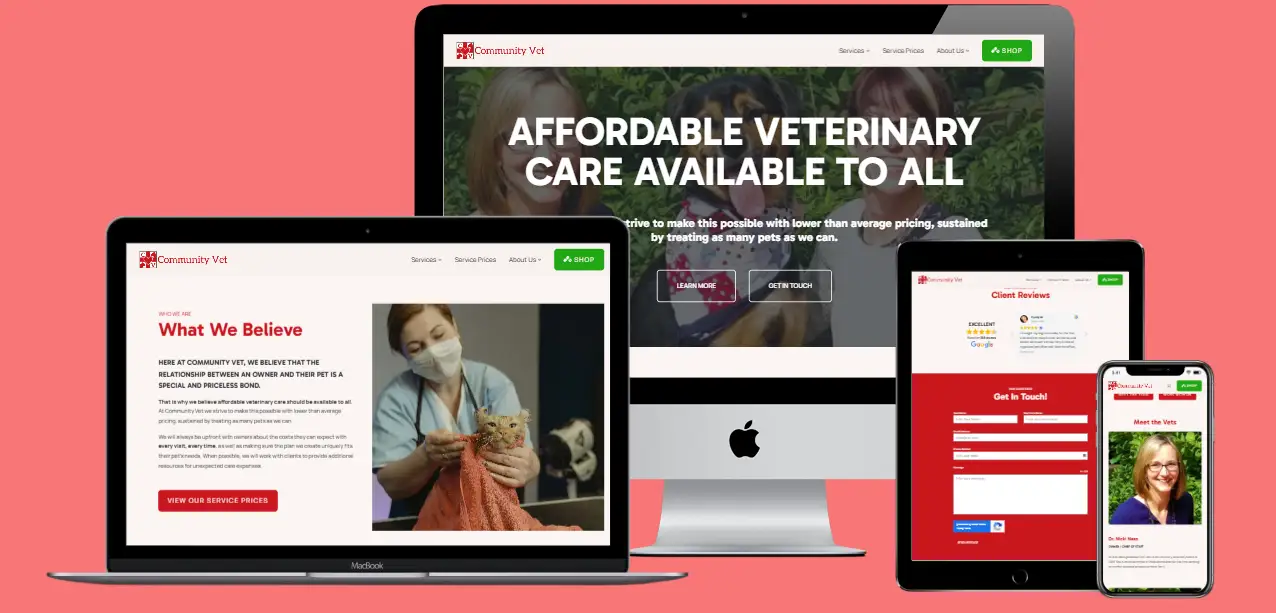 Community Vet
Services
Service Prices
About Us
SHOP
AFFORDABLE VETERINARY
CARE AVAILABLE TO ALL
strive to make this possible with lower than average pricing, sustained
by treating as many pets as we can.
LEARN MORE
GET IN TOUCH
Community Vet
Services
Service Prices
About Us
SHOP
WHO WE ARE
What We Believe
HERE AT COMMUNITY VET, WE BELIEVE THAT THE
RELATIONSHIP BETWEEN AN OWNER AND THEIR PET IS A
SPECIAL AND PRICELESS BOND.
That is why we believe affordable veterinary care should be available to all.
At Community Vet we strive to make this possible with lower than average
pricing, sustained by treating as many pets as we can
We will always be upfront with owners about the costs they can expect with
every visit, every time, as well as making sure the plan we create uniquely fits
their pet's needs. When possible, we will work with clients to provide additional
resources for unexpected care expenses.
VIEW OUR SERVICE PRICES
MacBook
Community Vet
SHOP
Client Reviews
EXCELLENT
Google
Get In Touch!
Community Vet
SHOP
Meet the Vets
Dr. Nicki Nass